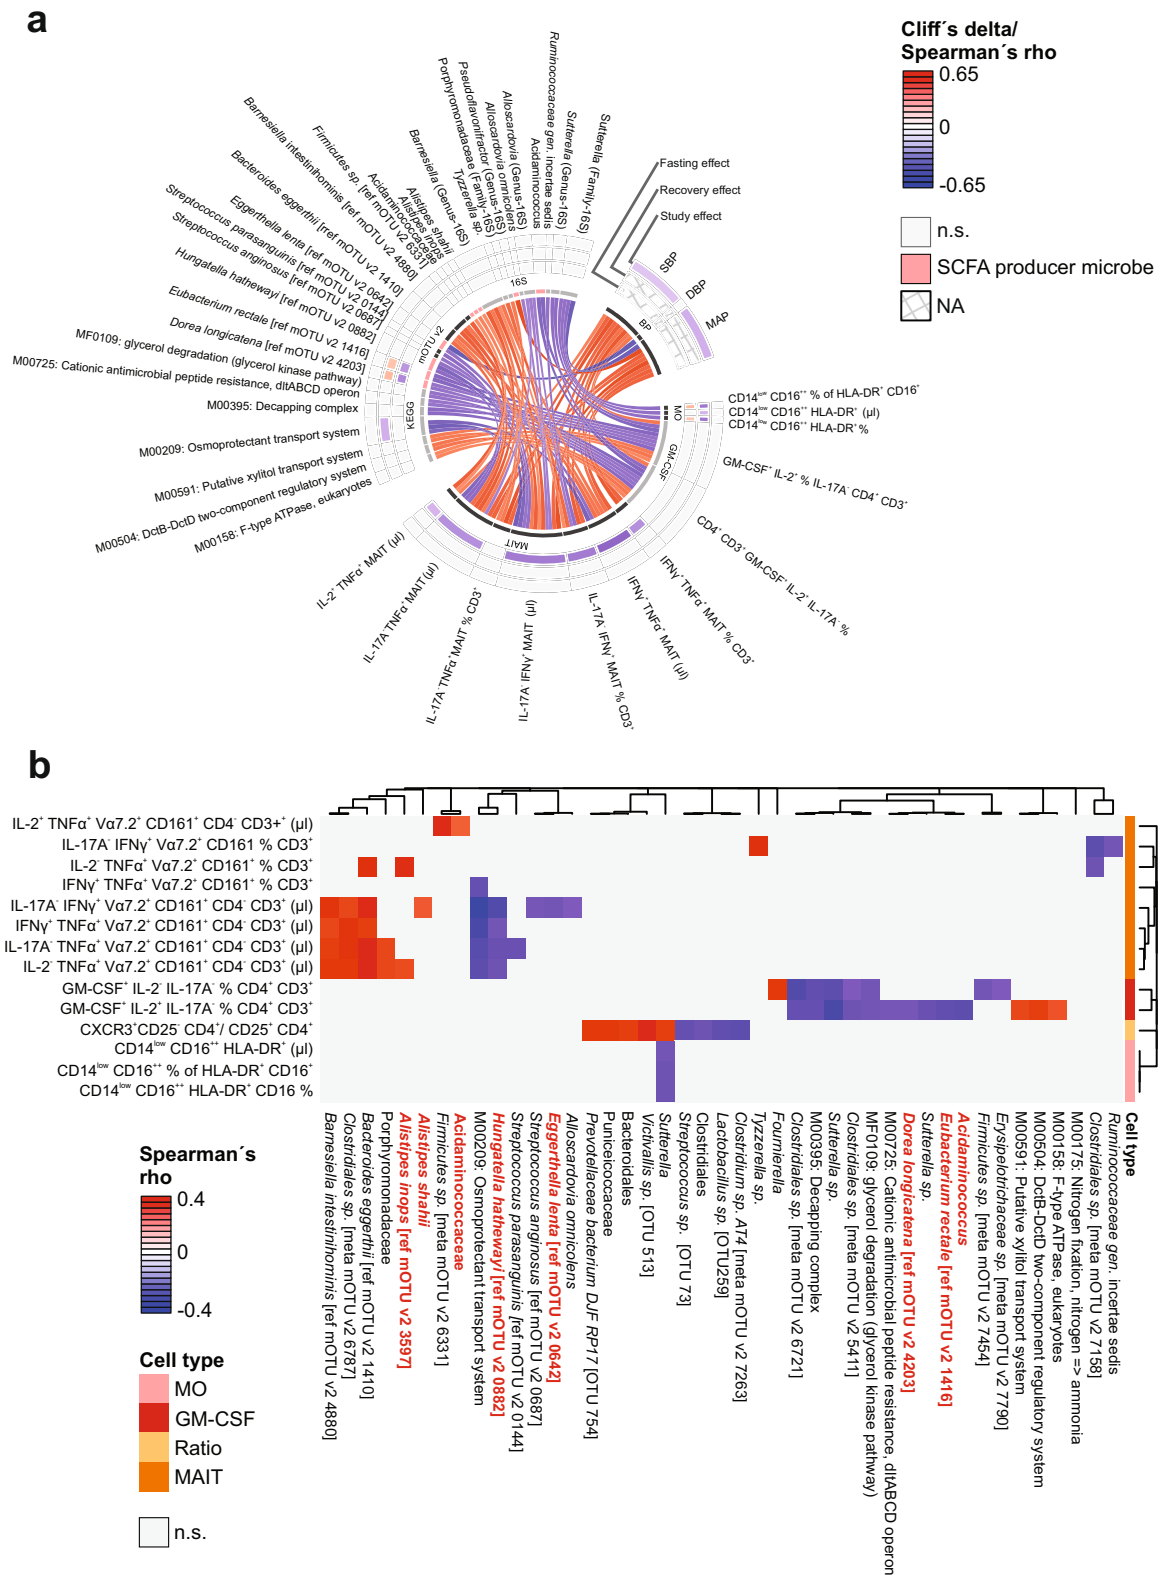 a
Cliff´s delta/
Spearman´s rho
0.65
0
-0.65
n.s.
SCFA producer microbe
NA
Fasting effect
Recovery effect
Study effect
Sutterella (Family-16S)
Sutterella (Genus-16S)
Ruminococcaceae gen. incertae sedis
Acidaminococcus
Alloscardovia (Genus-16S)
Alloscardovia omnicolens
Pseudoflavonifractor (Genus-16S)
Porphyromonadaceae (Family-16S)
Tyzzerella sp.
Barnesiella (Genus-16S)
Alistipes shahii
Alistipes inops
Acidaminococcaceae
Firmicutes sp. [ref mOTU v2 6331]
Barnesiella intestinihominis [ref mOTU v2 4880]
Bacteroides eggerthii [rref mOTU v2 1410]
Eggerthella lenta [ref mOTU v2 0642]
Streptococcus parasanguinis [ref mOTU v2 0144]
Streptococcus anginosus [ref mOTU v2 0687]
Hungatella hathewayi [ref mOTU v2 0882]
Eubacterium rectale [ref mOTU v2 1416]
Dorea longicatena [ref mOTU v2 4203]
MF0109: glycerol degradation (glycerol kinase pathway)
M00725: Cationic antimicrobial peptide resistance, dltABCD operon
M00395: Decapping complex
M00209: Osmoprotectant transport system
M00591: Putative xylitol transport system
M00504: DctB-DctD two-component regulatory system
M00158: F-type ATPase, eukaryotes
16S
mOTU v2
KEGG
MAIT
GM-CSF
MO
BP
SBP
DBP
MAP
CD14low CD16++ % of HLA-DR+ CD16+
CD14low CD16++ HLA-DR+ (µl)
CD14low CD16++ HLA-DR+ %
GM-CSF+ IL-2+ % IL-17A- CD4+ CD3+
CD4+ CD3+ GM-CSF+ IL-2+ IL-17A- %
IFNγ+ TNFα+ MAIT % CD3+
IFNγ+ TNFα+ MAIT (µl)
IL-17A- IFNγ+ MAIT % CD3+
IL-17A- IFNγ+ MAIT (µl)
IL-17A- TNFα+ MAIT % CD3+
IL-17A- TNFα+ MAIT (µl)
IL-2+ TNFα+ MAIT (µl)
b
IL-2+ TNFα+ Vα7.2+ CD161+ CD4- CD3++ (µl)
IL-17A- IFNγ+ Vα7.2+ CD161 % CD3+
IL-2- TNFα+ Vα7.2+ CD161+ % CD3+
IFNγ+ TNFα+ Vα7.2+ CD161+ % CD3+
IL-17A- IFNγ+ Vα7.2+ CD161+ CD4- CD3+ (µl)
IFNγ+ TNFα+ Vα7.2+ CD161+ CD4- CD3+ (µl)
IL-17A- TNFα+ Vα7.2+ CD161+ CD4- CD3+ (µl)
IL-2- TNFα+ Vα7.2+ CD161+ CD4- CD3+ (µl)
GM-CSF+ IL-2- IL-17A- % CD4+ CD3+
GM-CSF+ IL-2+ IL-17A- % CD4+ CD3+
CXCR3+CD25- CD4+/ CD25+ CD4+
CD14low CD16++ HLA-DR+ (µl)
CD14low CD16++ % of HLA-DR+ CD16+
CD14low CD16++ HLA-DR+ CD16 %
Barnesiella intestinihominis [ref mOTU v2 4880]
Clostridiales sp. [meta mOTU v2 6787]
Bacteroides eggerthii [ref mOTU v2 1410]
Porphyromonadaceae
Alistipes inops [ref mOTU v2 3597]
Alistipes shahii
Firmicutes sp. [meta mOTU v2 6331]
Acidaminococcaceae
M00209: Osmoprotectant transport system
Hungatella hathewayi [ref mOTU v2 0882]
Streptococcus parasanguinis [ref mOTU v2 0144]
Streptococcus anginosus [ref mOTU v2 0687]
Eggerthella lenta [ref mOTU v2 0642]
Alloscardovia omnicolens
Prevotellaceae bacterium DJF RP17 [OTU 754]
Puniceicoccaceae
Bacteroidales
Victivallis sp. [OTU 513]
Sutterella
Streptococcus sp. [OTU 73]
Clostridiales
Lactobacillus sp. [OTU259]
Clostridium sp. AT4 [meta mOTU v2 7263]
Tyzzerella sp.
Fournierella
Clostridiales sp. [meta mOTU v2 6721]
M00395: Decapping complex
Sutterella sp.
Clostridiales sp. [meta mOTU v2 5411]
MF0109: glycerol degradation (glycerol kinase pathway)
M00725: Cationic antimicrobial peptide resistance, dltABCD operon
Dorea longicatena [ref mOTU v2 4203]
Sutterella sp.
Eubacterium rectale [ref mOTU v2 1416]
Acidaminococcus
Firmicutes sp. [meta mOTU v2 7454]
Erysipelotrichaceae sp. [meta mOTU v2 7790]
M00591: Putative xylitol transport system
M00504: DctB-DctD two-component regulatory system
M00158: F-type ATPase, eukaryotes
M00175: Nitrogen fixation, nitrogen => ammonia
Clostridiales sp. [meta mOTU v2 7158]
Ruminococcaceae gen. incertae sedis
Cell type
Spearman´s
rho
0.4
0
-0.4
Cell type
MO
GM-CSF
Ratio
MAIT
n.s.